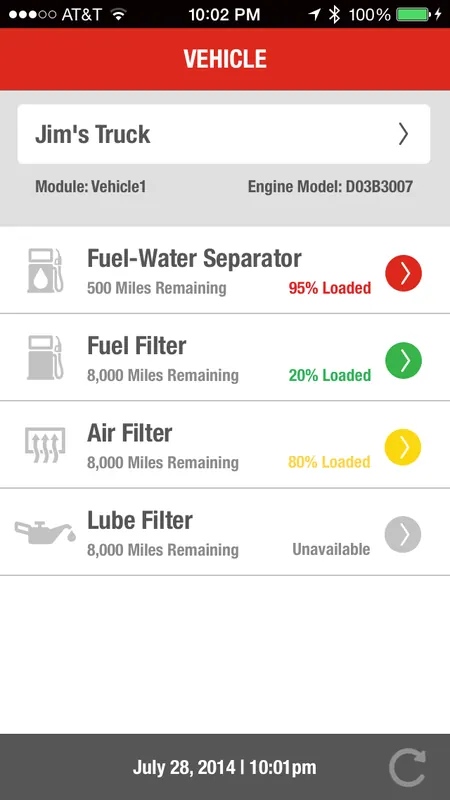 AT&T 10:02 PM 100%
VEHICLE
Jim's Truck
Module: Vehicle1 Engine Model: D03B3007
Fuel-Water Separator
500 Miles Remaining 95% Loaded
Fuel Filter
8,000 Miles Remaining 20% Loaded
Air Filter
8,000 Miles Remaining 80% Loaded
Lube Filter
8,000 Miles Remaining Unavailable
July 28, 2014 | 10:01pm